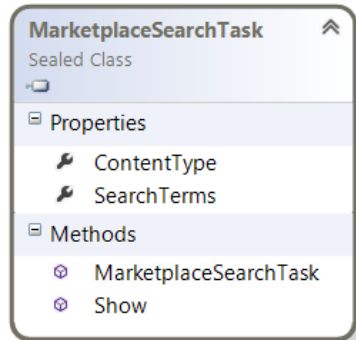 MarketplaceSearchTask
Sealed Class
Properties
ContentType
SearchTerms
Methods
MarketplaceSearchTask
Show